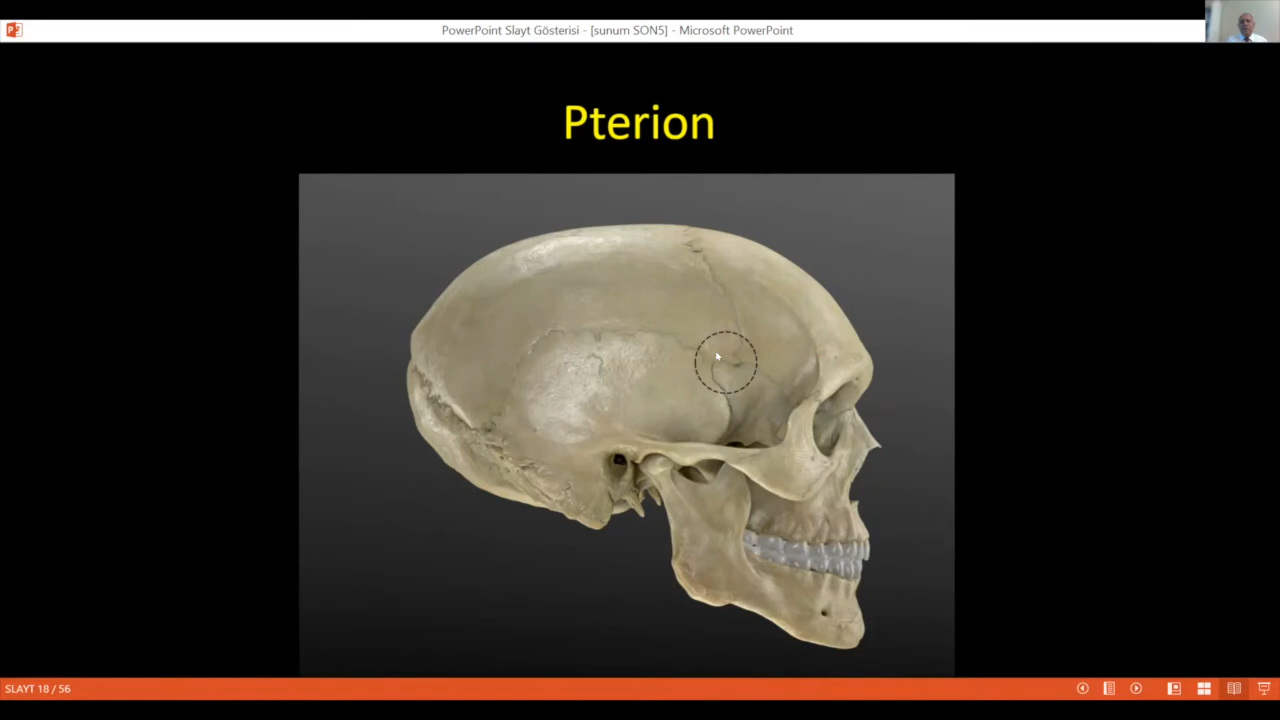 PowerPoint Slayt Gösterisi - [sunum SON5] - Microsoft PowerPoint
Pterion
SLAYT 18 / 56